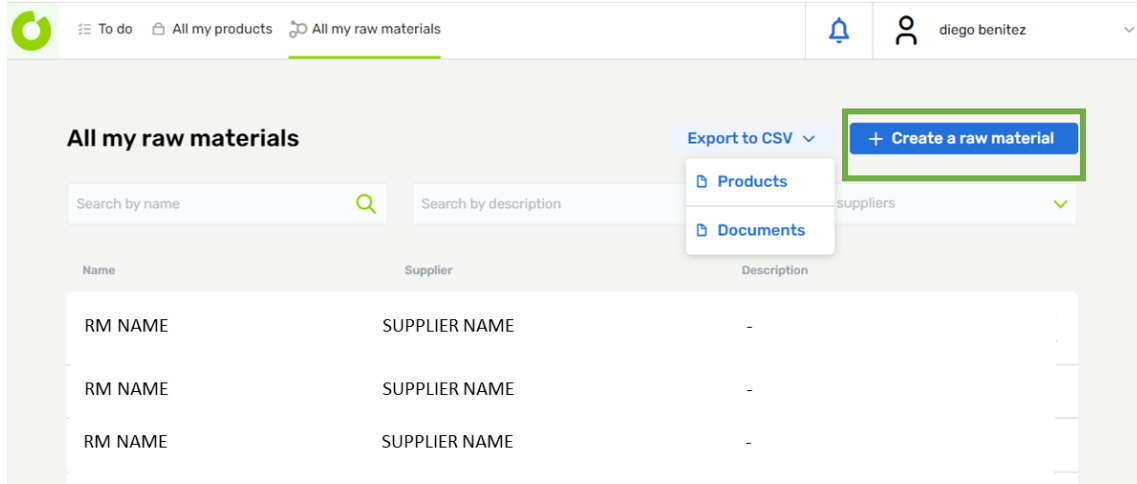 To do All my products All my raw materials diego benitez
All my raw materials
Export to CSV + Create a raw material
Products
Search by name Search by description suppliers
Documents
Name Supplier Description
RM NAME SUPPLIER NAME -
RM NAME SUPPLIER NAME -
RM NAME SUPPLIER NAME -